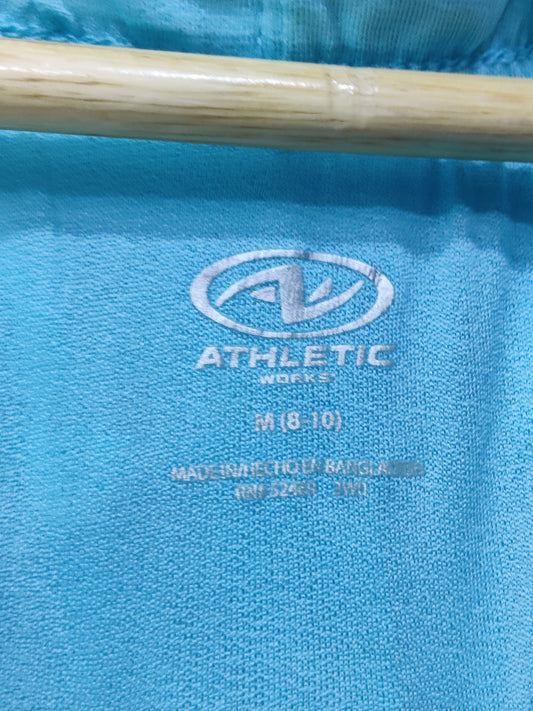 ATHLETIC
WORKS
M (8-10)
MADE IN/HECHO EN BANGLADESH